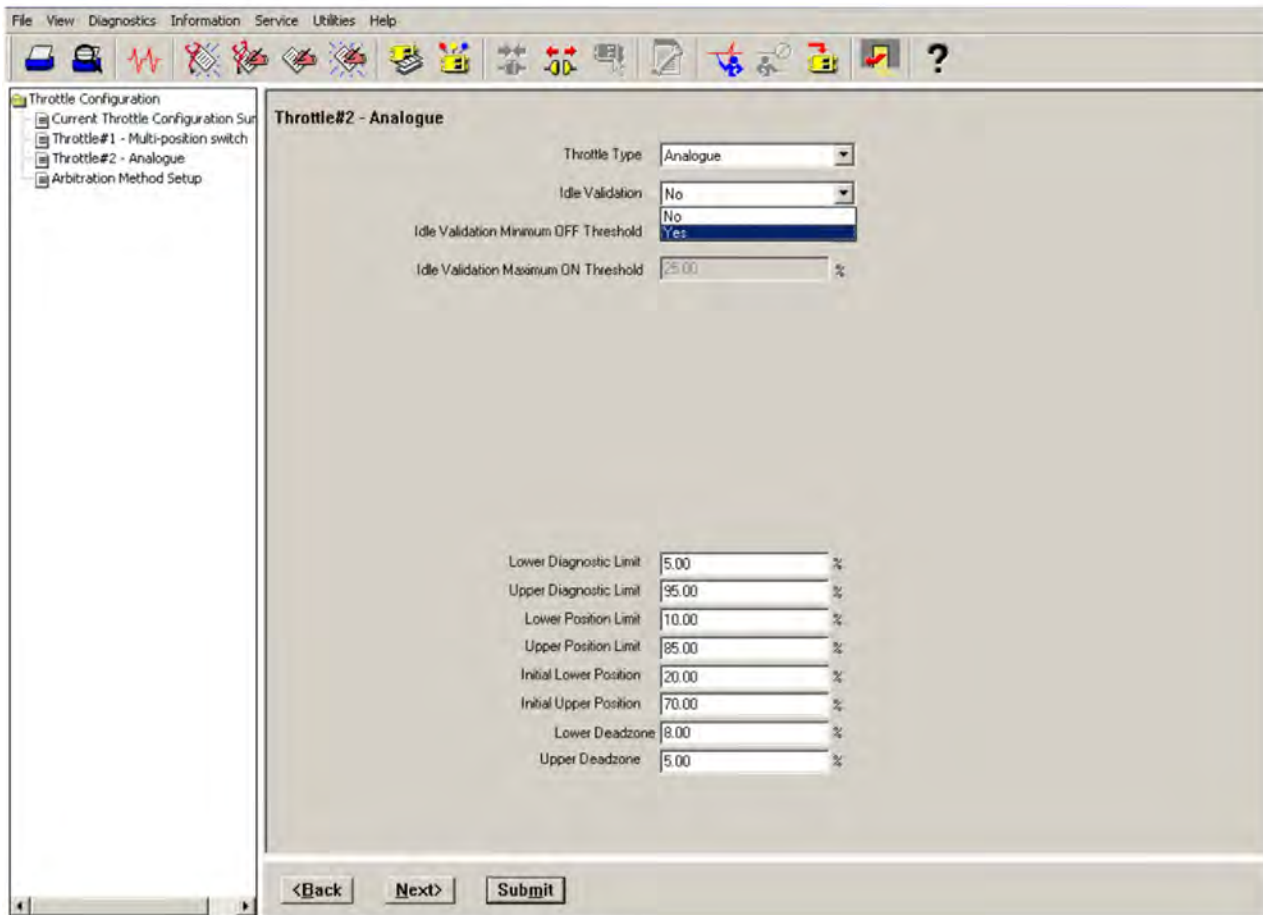 File View Diagnostics Information Service Utilities Help
?
Throttle Configuration
Current Throttle Configuration Sur
Throttle#1 - Multi-position switch
Throttle#2 - Analogue
Arbitration Method Setup
Throttle#2 - Analogue
Throttle Type Analogue
Idle Validation No
No
Idle Validation Minimum OFF Threshold Yes
Idle Validation Maximum ON Threshold 25.00 %
Lower Diagnostic Limit 5.00 %
Upper Diagnostic Limit 95.00 %
Lower Position Limit 10.00 %
Upper Position Limit 85.00 %
Initial Lower Position 20.00 %
Initial Upper Position 70.00 %
Lower Deadzone 8.00 %
Upper Deadzone 5.00 %
<Back Next> Submit